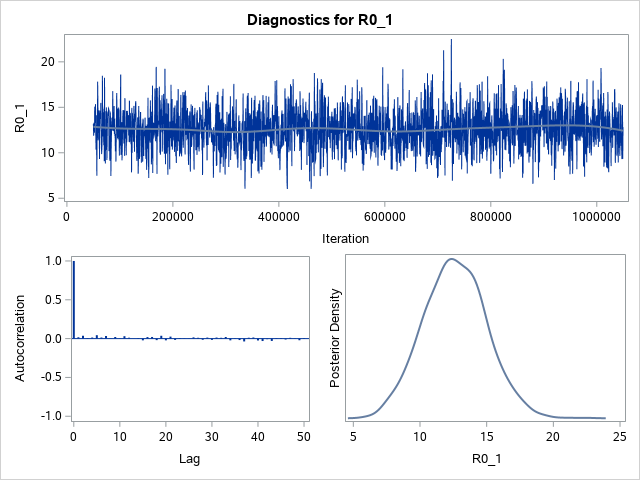 Diagnostics for R0_1
R0_1
20
15
10
5
0 200000 400000 600000 800000 1000000
Iteration
Autocorrelation
1.0
0.5
0.0
-0.5
-1.0
0 10 20 30 40 50
Lag
Posterior Density
5 10 15 20 25
R0_1